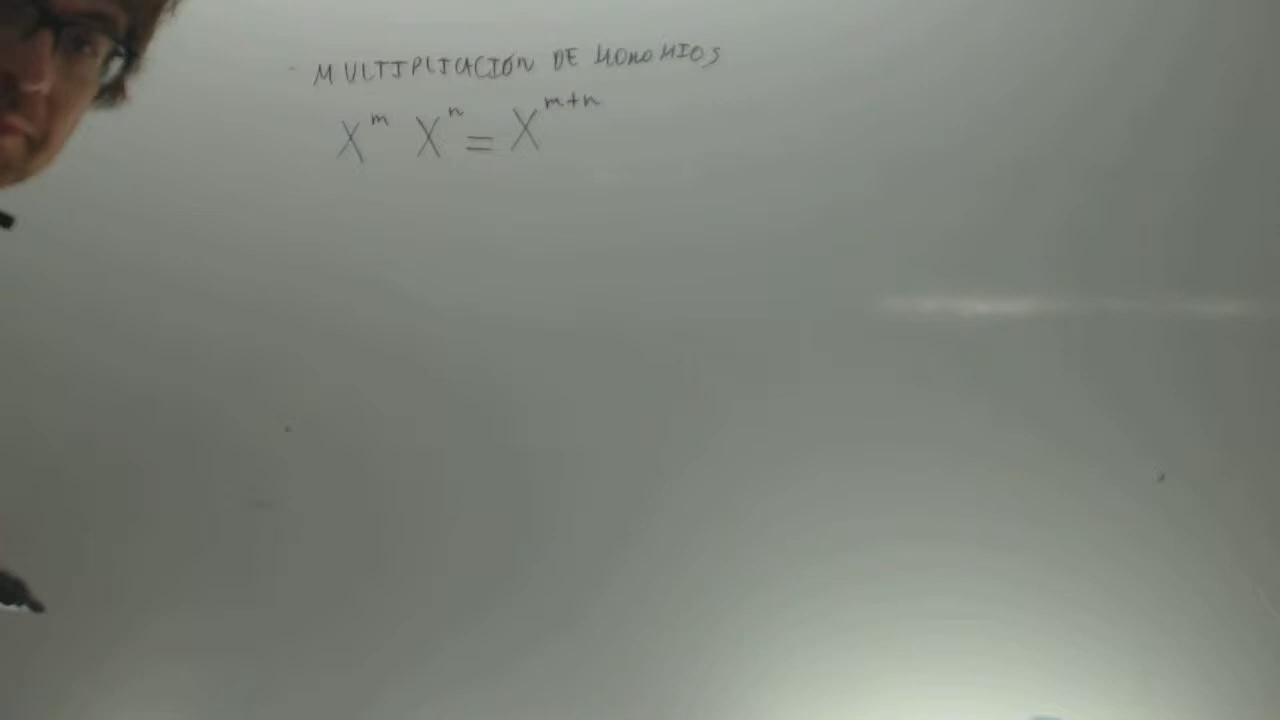 MULTIPLICACIÓN DE MONOMIOS
X^m X^n = X^{m+n}